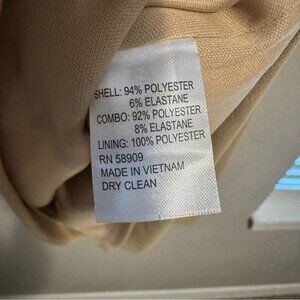 SHELL: 94% POLYESTER
6% ELASTANE
COMBO: 92% POLYESTER
8% ELASTANE
LINING: 100% POLYESTER
RN 58909
MADE IN VIETNAM
DRY CLEAN